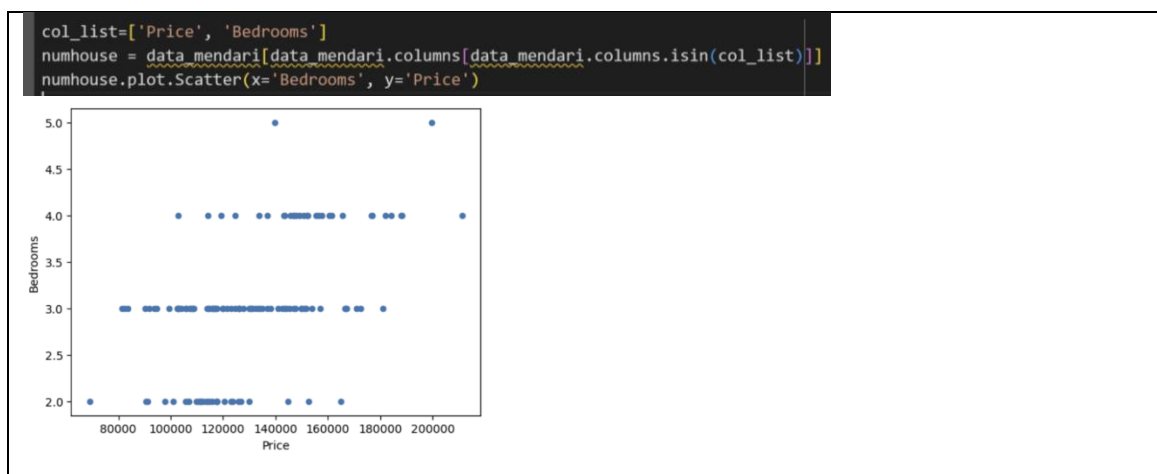 col_list=['Price', 'Bedrooms']
numhouse = data_mendari[data_mendari.columns[data_mendari.columns.isin(col_list)]]
numhouse.plot.Scatter(x='Bedrooms', y='Price')
5.0
4.5
4.0
3.5
3.0
2.5
2.0
Bedrooms
80000 100000 120000 140000 160000 180000 200000
Price